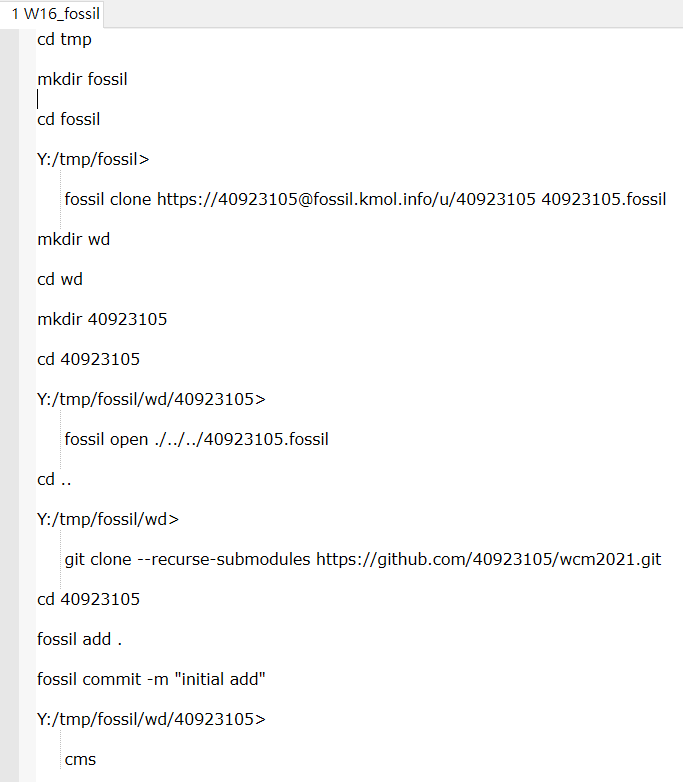 1 W16_fossil
cd tmp
mkdir fossil
cd fossil
Y:/tmp/fossil>
fossil clone https://40923105@fossil.kmol.info/u/40923105 40923105.fossil
mkdir wd
cd wd
mkdir 40923105
cd 40923105
Y:/tmp/fossil/wd/40923105>
fossil open ./../../40923105.fossil
cd ..
Y:/tmp/fossil/wd>
git clone --recurse-submodules https://github.com/40923105/wcm2021.git
cd 40923105
fossil add .
fossil commit -m "initial add"
Y:/tmp/fossil/wd/40923105>
cms